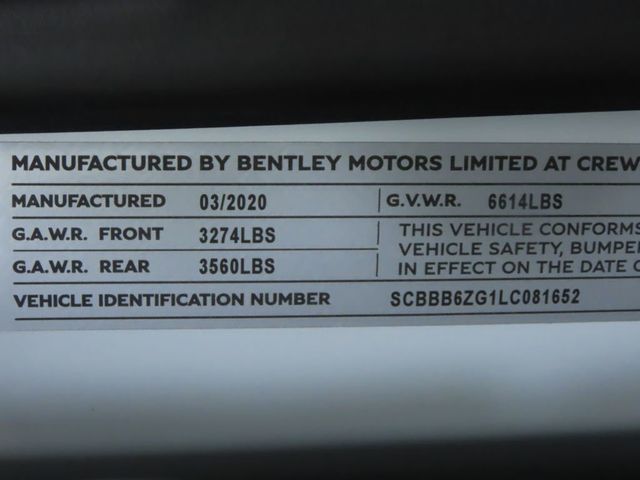 MANUFACTURED BY BENTLEY MOTORS LIMITED AT CREW
MANUFACTURED 03/2020 G.V.W.R. 6614LBS
G.A.W.R. FRONT 3274LBS
G.A.W.R. REAR 3560LBS
THIS VEHICLE CONFORMS
VEHICLE SAFETY, BUMPE
IN EFFECT ON THE DATE
VEHICLE IDENTIFICATION NUMBER SCBBB6ZG1LC081652